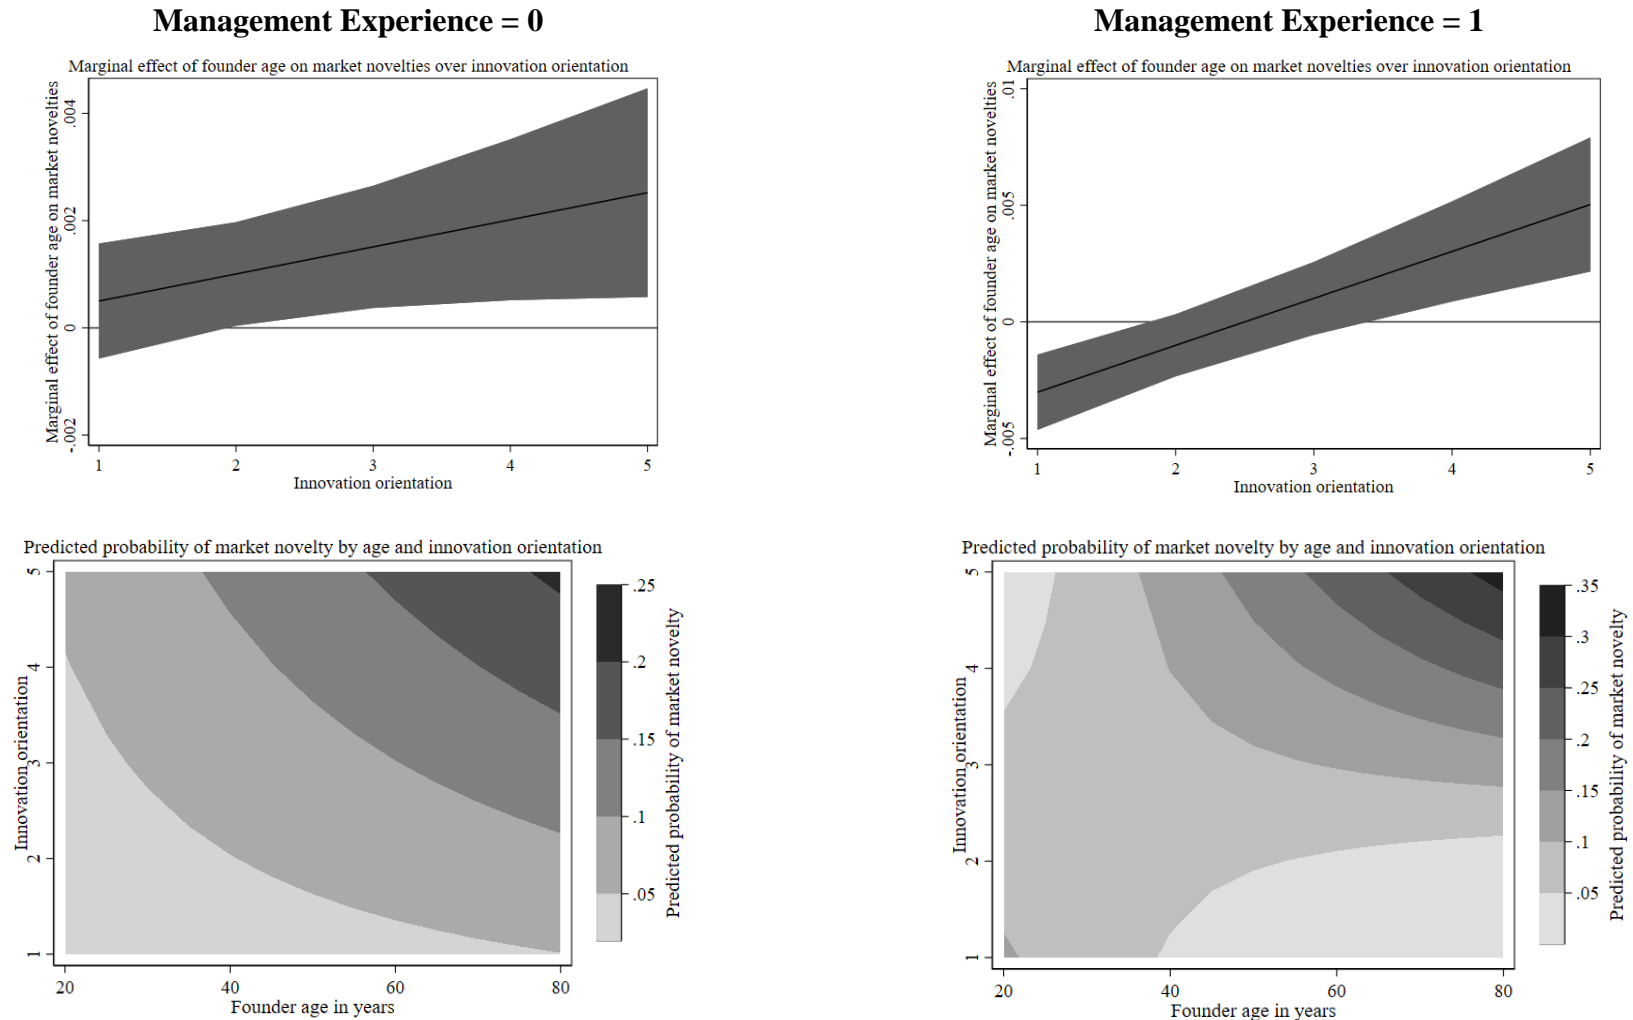 Management Experience = 0
Marginal effect of founder age on market novelties over innovation orientation
Marginal effect of founder age on market novelties
.004
.002
0
-.002
1 2 3 4 5
Innovation orientation
Management Experience = 1
Marginal effect of founder age on market novelties over innovation orientation
Marginal effect of founder age on market novelties
.01
.005
0
-.005
1 2 3 4 5
Innovation orientation
Predicted probability of market novelty by age and innovation orientation
Innovation orientation
5
4
3
2
1
20 40 60 80
Founder age in years
.25
.2
.15
.1
.05
Predicted probability of market novelty
Predicted probability of market novelty by age and innovation orientation
Innovation orientation
5
4
3
2
1
20 40 60 80
Founder age in years
.35
.3
.25
.2
.15
.1
.05
Predicted probability of market novelty